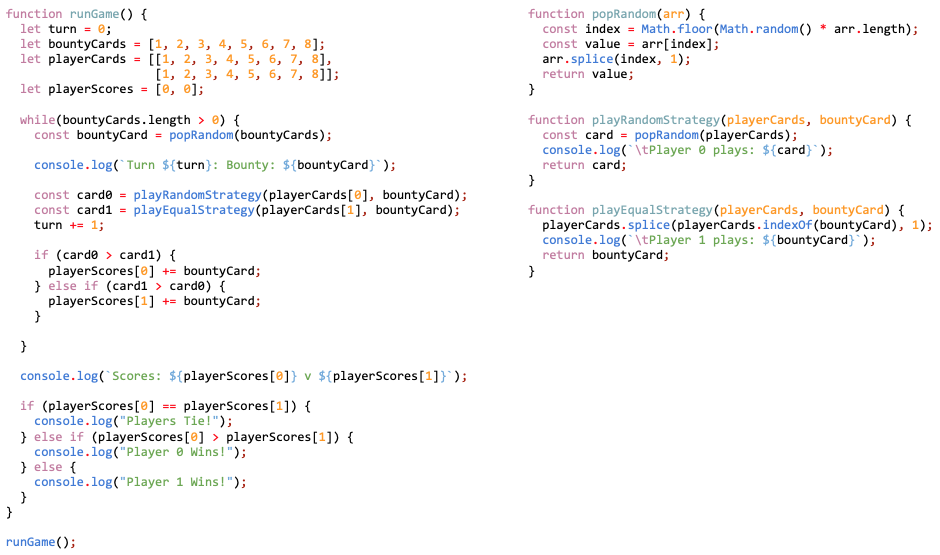 function runGame() {
  let turn = 0;
  let bountyCards = [1, 2, 3, 4, 5, 6, 7, 8];
  let playerCards = [[1, 2, 3, 4, 5, 6, 7, 8],
                     [1, 2, 3, 4, 5, 6, 7, 8]];
  let playerScores = [0, 0];

  while(bountyCards.length > 0) {
    const bountyCard = popRandom(bountyCards);

    console.log(`Turn ${turn}: Bounty: ${bountyCard}`);

    const card0 = playRandomStrategy(playerCards[0], bountyCard);
    const card1 = playEqualStrategy(playerCards[1], bountyCard);
    turn += 1;

    if (card0 > card1) {
      playerScores[0] += bountyCard;
    } else if (card1 > card0) {
      playerScores[1] += bountyCard;
    }

  }

  console.log(`Scores: ${playerScores[0]} v ${playerScores[1]}`);

  if (playerScores[0] == playerScores[1]) {
    console.log("Players Tie!");
  } else if (playerScores[0] > playerScores[1]) {
    console.log("Player 0 Wins!");
  } else {
    console.log("Player 1 Wins!");
  }
}

runGame();

function popRandom(arr) {
  const index = Math.floor(Math.random() * arr.length);
  const value = arr[index];
  arr.splice(index, 1);
  return value;
}

function playRandomStrategy(playerCards, bountyCard) {
  const card = popRandom(playerCards);
  console.log(`\tPlayer 0 plays: ${card}`);
  return card;
}

function playEqualStrategy(playerCards, bountyCard) {
  playerCards.splice(playerCards.indexOf(bountyCard), 1);
  console.log(`\tPlayer 1 plays: ${bountyCard}`);
  return bountyCard;
}